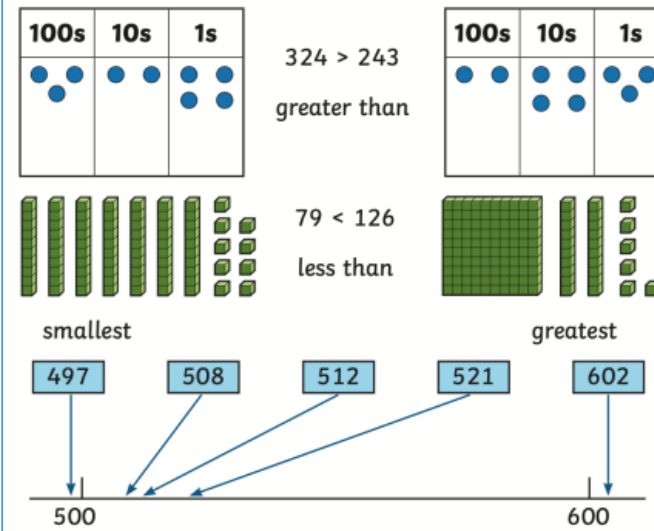 100s 10s 1s
324 > 243
greater than
100s 10s 1s
79 < 126
less than
smallest
greatest
497 508 512 521 602
500 600